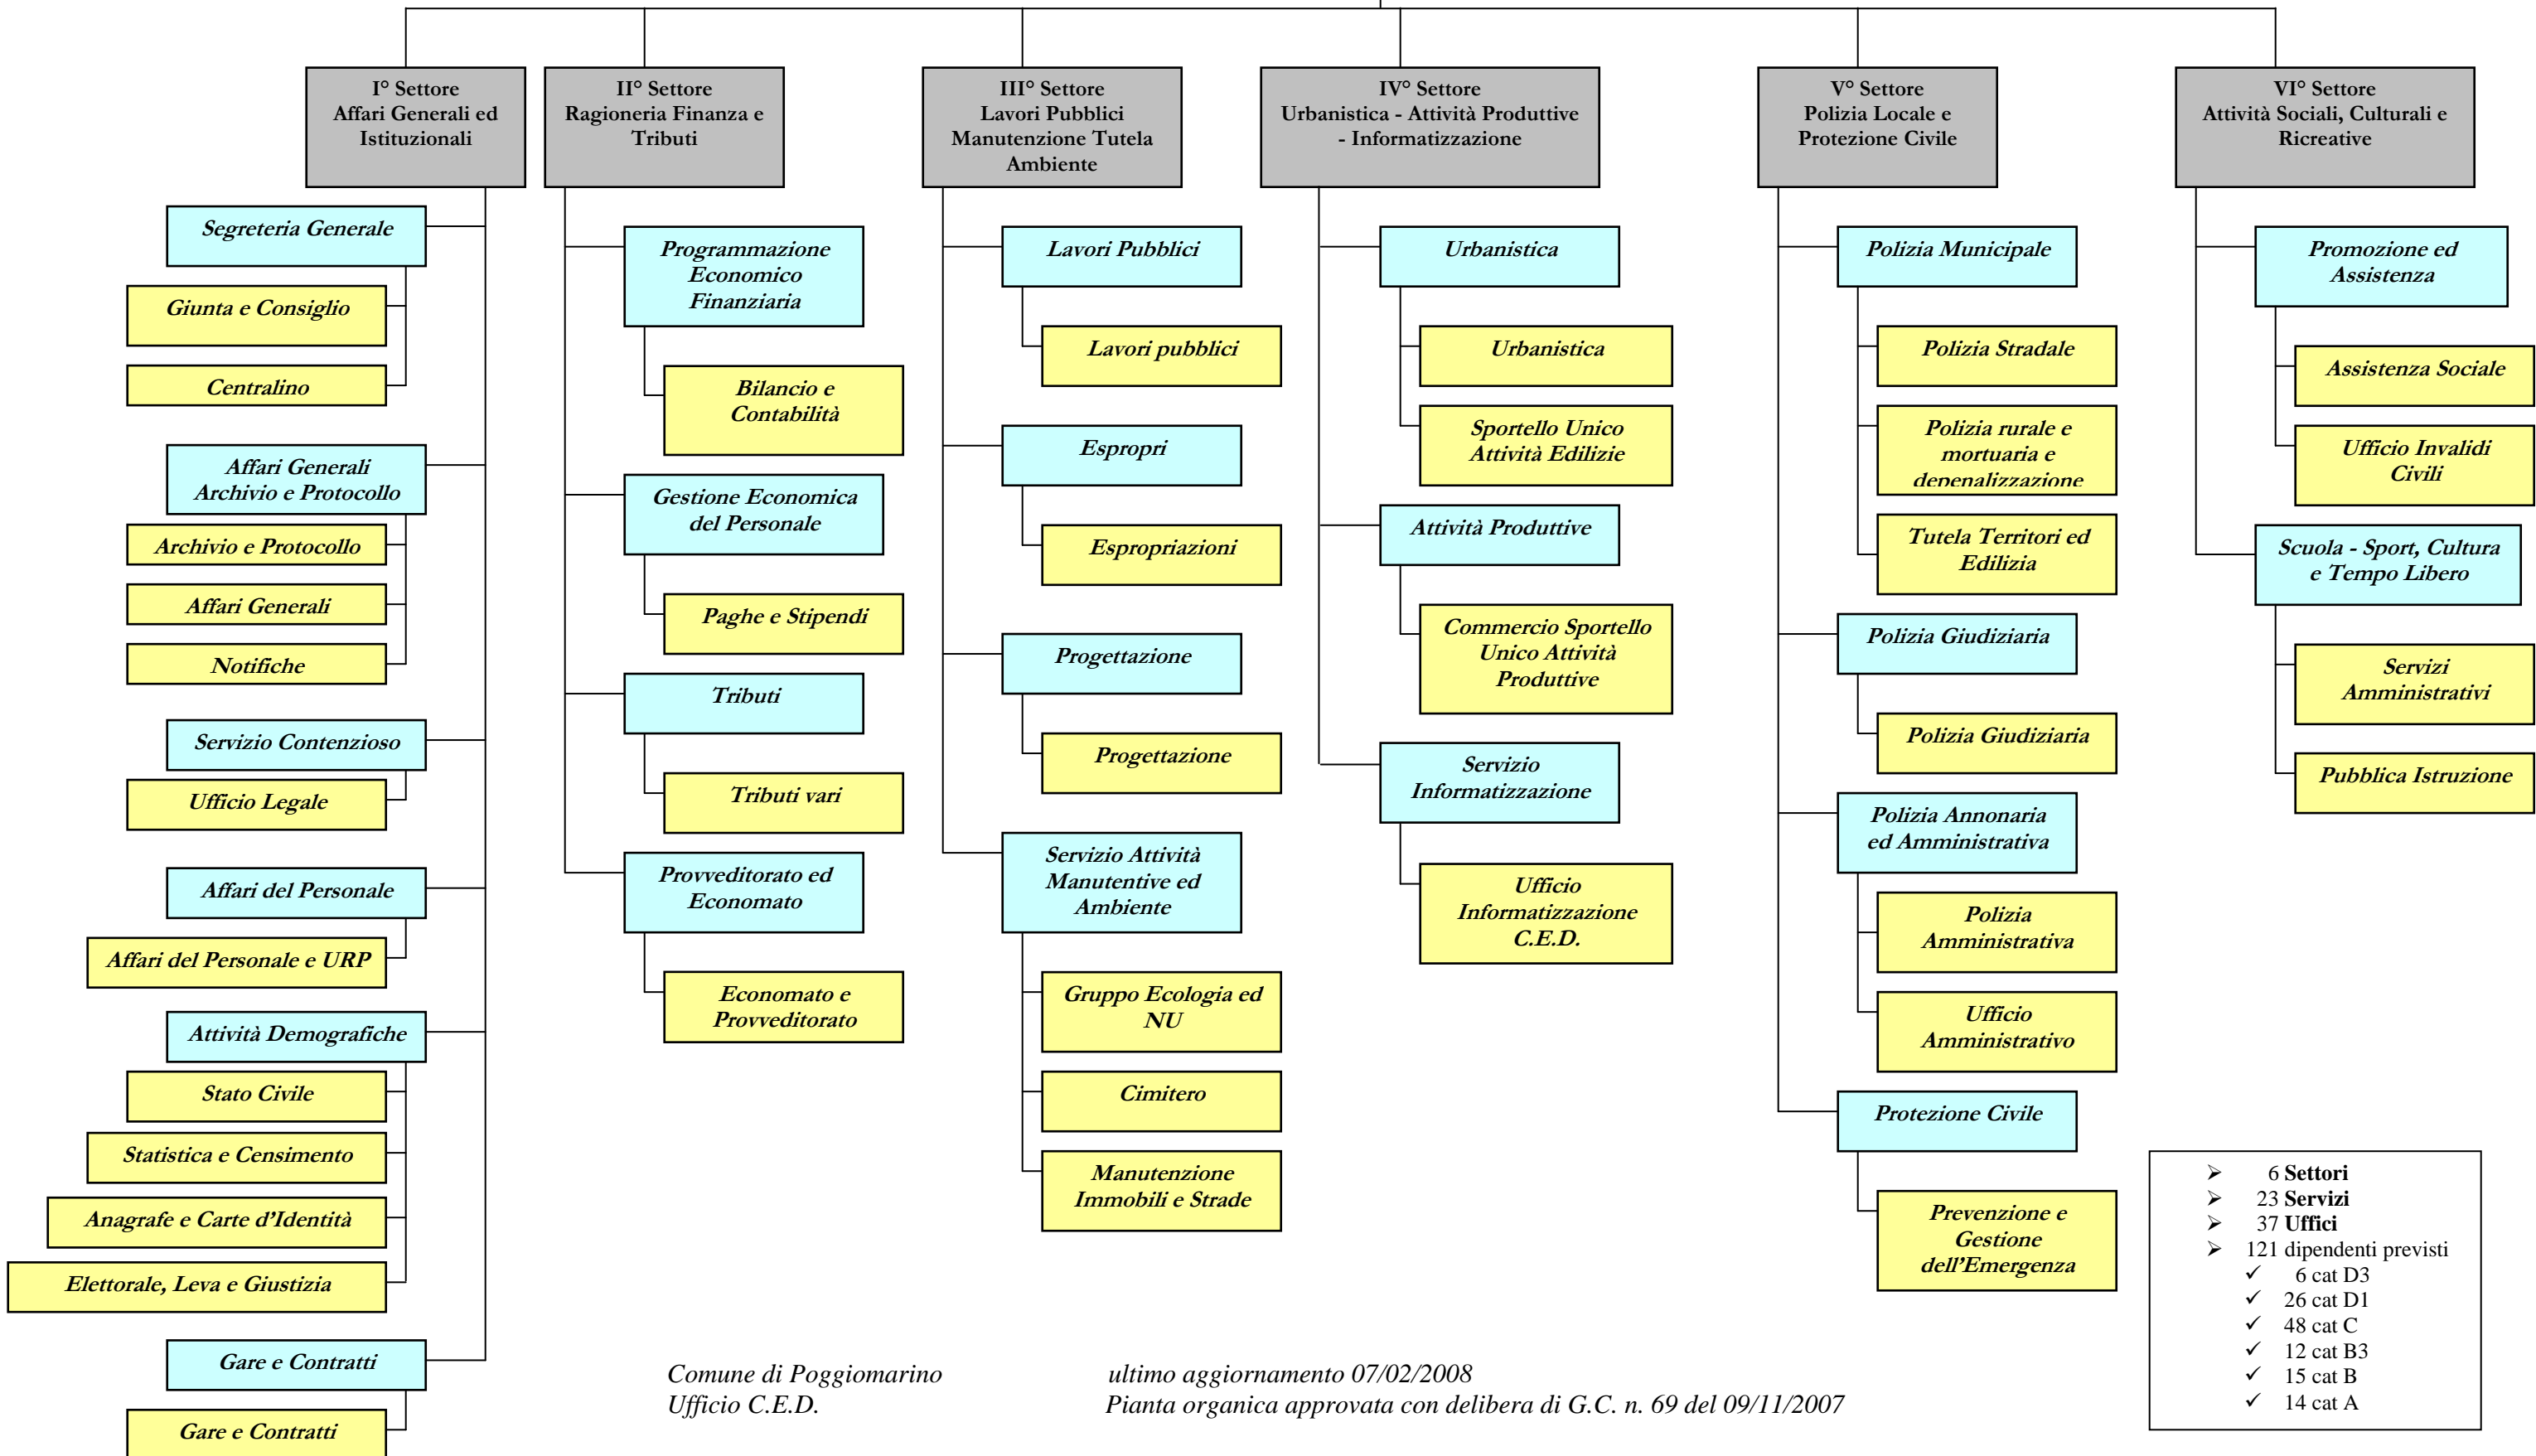 I° Settore
Affari Generali ed
Istituzionali
Segreteria Generale
Giunta e Consiglio
Centralino
Affari Generali
Archivio e Protocollo
Archivio e Protocollo
Affari Generali
Notifiche
Servizio Contenzioso
Ufficio Legale
Affari del Personale
Affari del Personale e URP
Attività Demografiche
Stato Civile
Statistica e Censimento
Anagrafe e Carte d'Identità
Elettorale, Leva e Giustizia
Gare e Contratti
Gare e Contratti
II° Settore
Ragioneria Finanza e
Tributi
Programmazione
Economico
Finanziaria
Bilancio e
Contabilità
Gestione Economica
del Personale
Paghe e Stipendi
Tributi
Tributi vari
Provveditorato ed
Economato
Economato e
Provveditorato
III° Settore
Lavori Pubblici
Manutenzione Tutela
Ambiente
Lavori Pubblici
Lavori pubblici
Espropri
Espropriazioni
Progettazione
Progettazione
Servizio Attività
Manutentive ed
Ambiente
Gruppo Ecologia ed
NU
Cimitero
Manutenzione
Immobili e Strade
IV° Settore
Urbanistica - Attività Produttive
- Informatizzazione
Urbanistica
Urbanistica
Sportello Unico
Attività Edilizie
Attività Produttive
Commercio Sportello
Unico Attività
Produttive
Servizio
Informatizzazione
Ufficio
Informatizzazione
C.E.D.
V° Settore
Polizia Locale e
Protezione Civile
Polizia Municipale
Polizia Stradale
Polizia rurale e
mortuaria e
depenalizzazione
Tutela Territori ed
Edilizia
Polizia Giudiziaria
Polizia Giudiziaria
Polizia Annonaria
ed Amministrativa
Polizia
Amministrativa
Ufficio
Amministrativo
Protezione Civile
Prevenzione e
Gestione
dell'Emergenza
VI° Settore
Attività Sociali, Culturali e
Ricreative
Promozione ed
Assistenza
Assistenza Sociale
Ufficio Invalidi
Civili
Scuola - Sport, Cultura
e Tempo Libero
Servizi
Amministrativi
Pubblica Istruzione
➢ 6 Settori
➢ 23 Servizi
➢ 37 Uffici
➢ 121 dipendenti previsti
✓ 6 cat D3
✓ 26 cat D1
✓ 48 cat C
✓ 12 cat B3
✓ 15 cat B
✓ 14 cat A
Comune di Poggiomarino ultimo aggiornamento 07/02/2008
Ufficio C.E.D. Pianta organica approvata con delibera di G.C. n. 69 del 09/11/2007